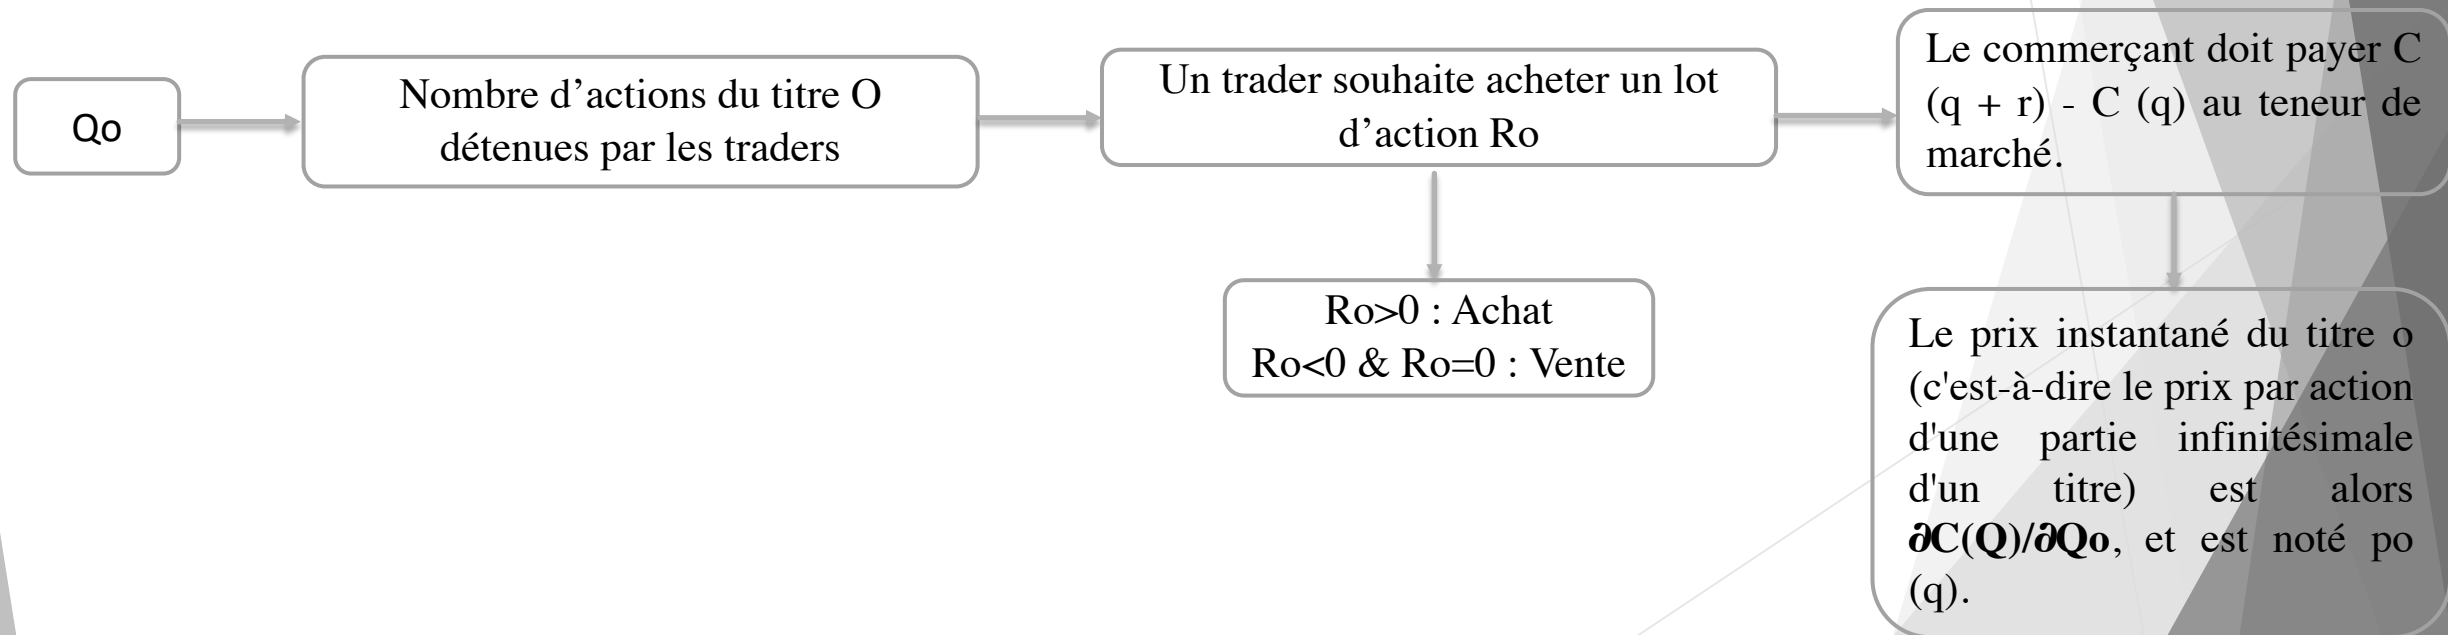 Qo
Nombre d’actions du titre O
détenues par les traders
Un trader souhaite acheter un lot
d’action Ro
Le commerçant doit payer C
(q + r) - C (q) au teneur de
marché.
Ro>0 : Achat
Ro<0 & Ro=0 : Vente
Le prix instantané du titre o
(c'est-à-dire le prix par action
d'une partie infinitésimale
d'un titre) est alors
∂C(Q)/∂Qo, et est noté po
(q).